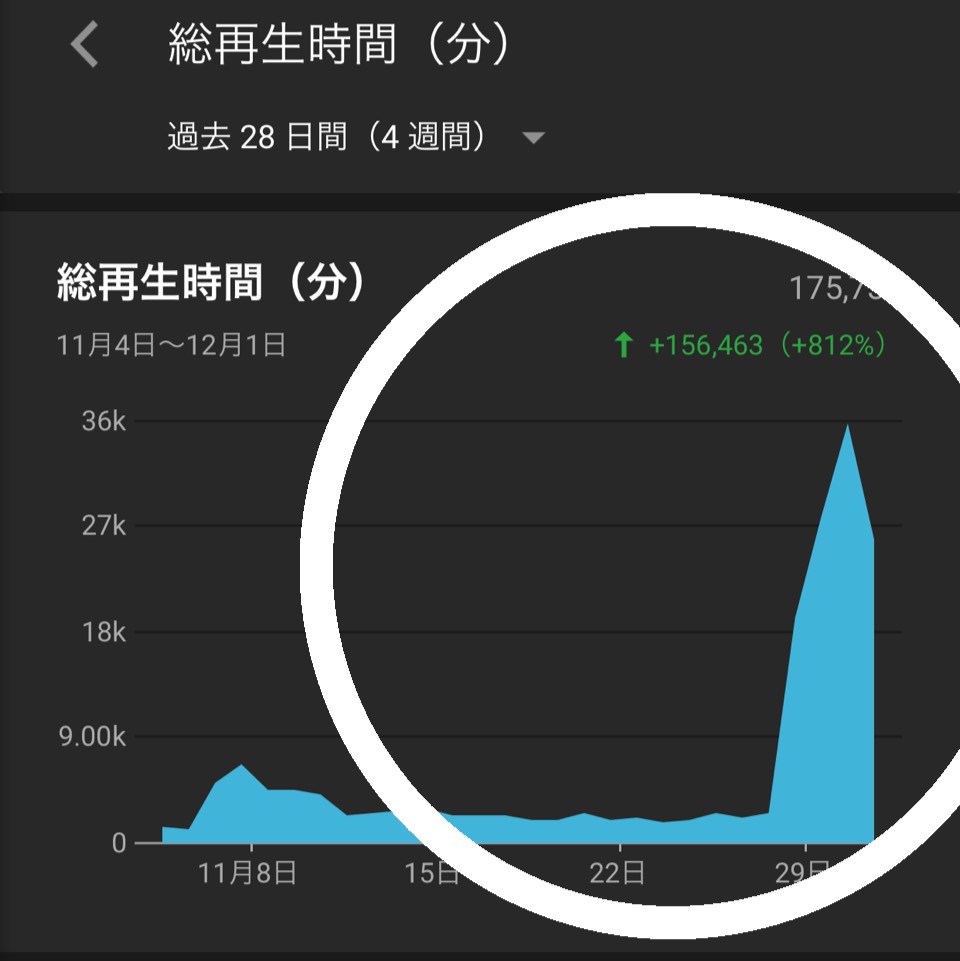 総再生時間（分）
過去 28 日間（4 週間）
総再生時間（分）
175,73
11月4日〜12月1日
↑ +156,463（+812%）
36k
27k
18k
9.00k
0
11月8日
15日
22日
29日